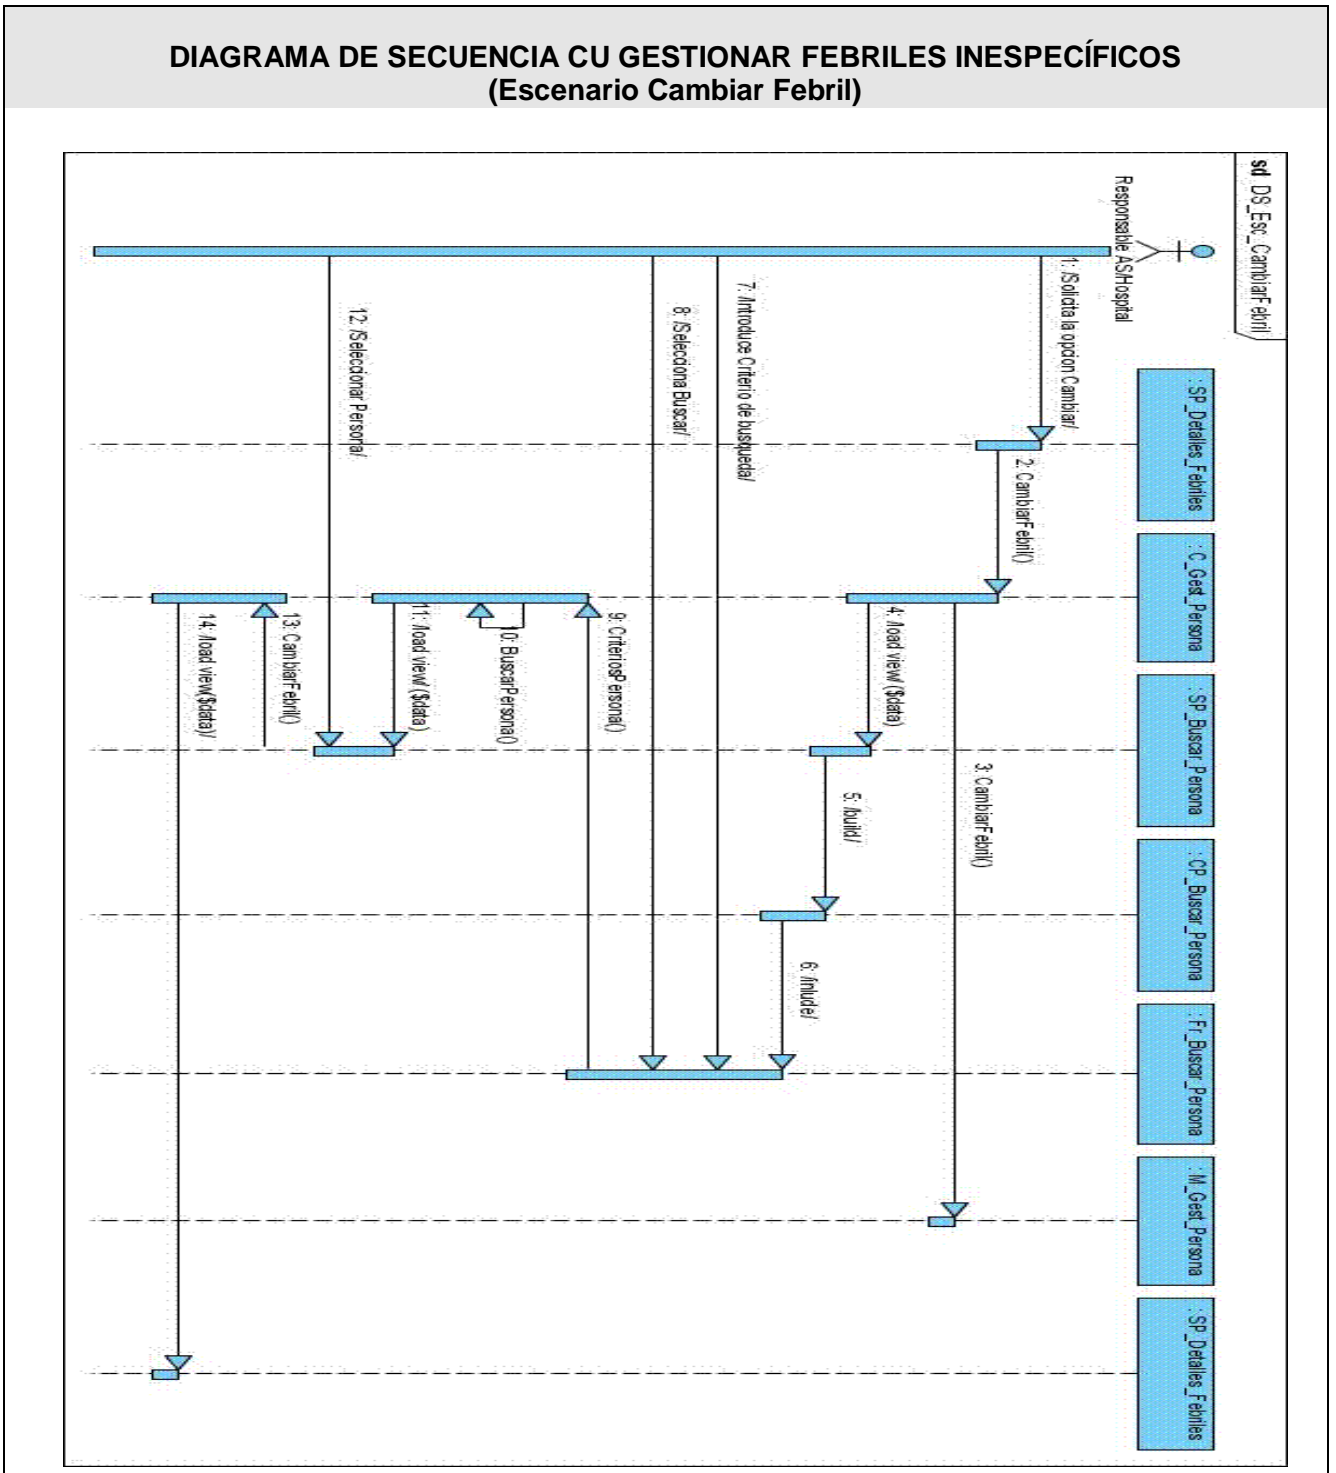 DIAGRAMA DE SECUENCIA CU GESTIONAR FEBRILES INESPECÍFICOS
(Escenario Cambiar Febril)
sd DS_Esc_CambiarFebril
Responsable AS/Hospital
: SP_Detalles_Febriles
: C_Gest_Persona
: SP_Buscar_Persona
: CP_Buscar_Persona
: Fr_Buscar_Persona
: M_Gest_Persona
: SP_Detalles_Febriles
1: /Solicita la opcion Cambiar/
2: CambiarFebril()
3: CambiarFebril()
4: /load view/ ($data)
5: /build/
6: /inlude/
7: /Introduce Criterio de busqueda/
8: /Selecciona Buscar/
9: CriteriosPersona()
10: BuscarPersona()
11: /load view/ ($data)
12: /Seleccionar Persona/
13: CambiarFebril()
14: /load view($data)/